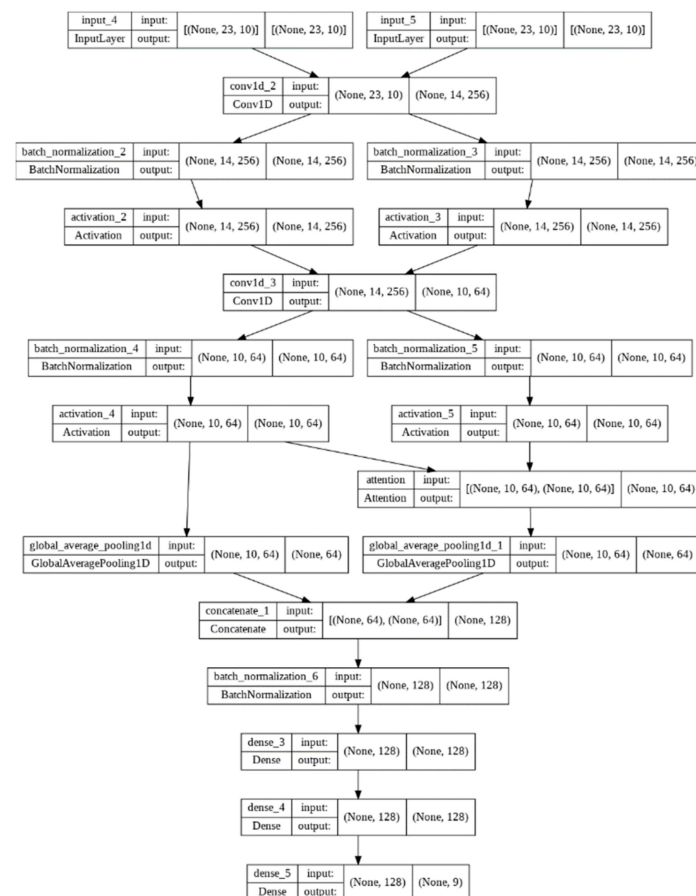 input_4 input: [(None, 23, 10)] [(None, 23, 10)]
InputLayer output:
input_5 input: [(None, 23, 10)] [(None, 23, 10)]
InputLayer output:
conv1d_2 input: (None, 23, 10) (None, 14, 256)
Conv1D output:
batch_normalization_2 input: (None, 14, 256) (None, 14, 256)
BatchNormalization output:
batch_normalization_3 input: (None, 14, 256) (None, 14, 256)
BatchNormalization output:
activation_2 input: (None, 14, 256) (None, 14, 256)
Activation output:
activation_3 input: (None, 14, 256) (None, 14, 256)
Activation output:
conv1d_3 input: (None, 14, 256) (None, 10, 64)
Conv1D output:
batch_normalization_4 input: (None, 10, 64) (None, 10, 64)
BatchNormalization output:
batch_normalization_5 input: (None, 10, 64) (None, 10, 64)
BatchNormalization output:
activation_4 input: (None, 10, 64) (None, 10, 64)
Activation output:
activation_5 input: (None, 10, 64) (None, 10, 64)
Activation output:
attention input: [(None, 10, 64), (None, 10, 64)] (None, 10, 64)
Attention output:
global_average_pooling1d input: (None, 10, 64) (None, 64)
GlobalAveragePooling1D output:
global_average_pooling1d_1 input: (None, 10, 64) (None, 64)
GlobalAveragePooling1D output:
concatenate_1 input: [(None, 64), (None, 64)] (None, 128)
Concatenate output:
batch_normalization_6 input: (None, 128) (None, 128)
BatchNormalization output:
dense_3 input: (None, 128) (None, 128)
Dense output:
dense_4 input: (None, 128) (None, 128)
Dense output:
dense_5 input: (None, 128) (None, 9)
Dense output: